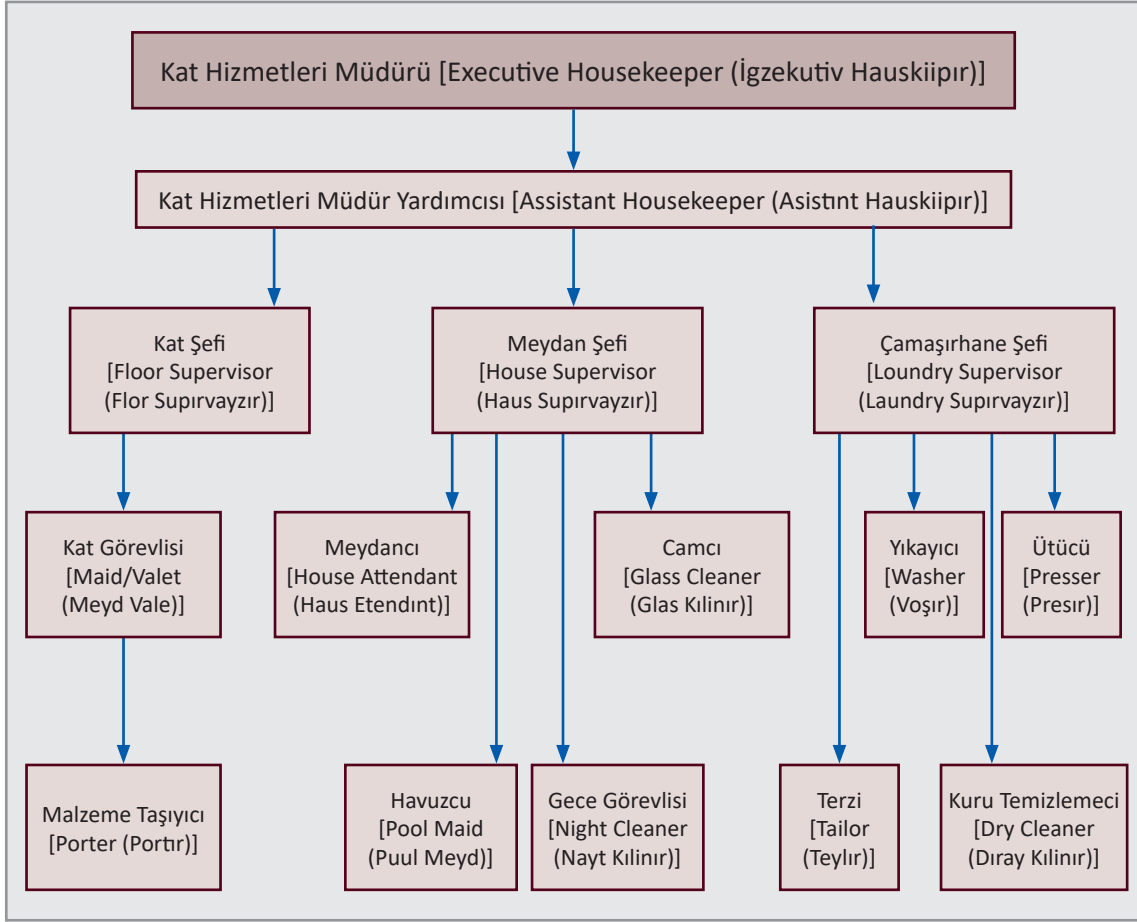 Kat Hizmetleri Müdürü [Executive Housekeeper (İgzekutiv Hauskiipır)]
Kat Hizmetleri Müdür Yardımcısı [Assistant Housekeeper (Asistınt Hauskiipır)]
Kat Şefi
[Floor Supervisor
(Flor Supırvayzır)]
Meydan Şefi
[House Supervisor
(Haus Supırvayzır)]
Çamaşırhane Şefi
[Loundry Supervisor
(Laundry Supırvayzır)]
Kat Görevlisi
[Maid/Valet
(Meyd Vale)]
Meydancı
[House Attendant
(Haus Etendınt)]
Camcı
[Glass Cleaner
(Glas Kılinır)]
Yıkayıcı
[Washer
(Voşır)]
Ütücü
[Presser
(Presır)]
Malzeme Taşıyıcı
[Porter (Portır)]
Havuzcu
[Pool Maid
(Puul Meyd)]
Gece Görevlisi
[Night Cleaner
(Nayt Kılinır)]
Terzi
[Tailor
(Teylır)]
Kuru Temizlemeci
[Dry Cleaner
(Dıray Kılinır)]